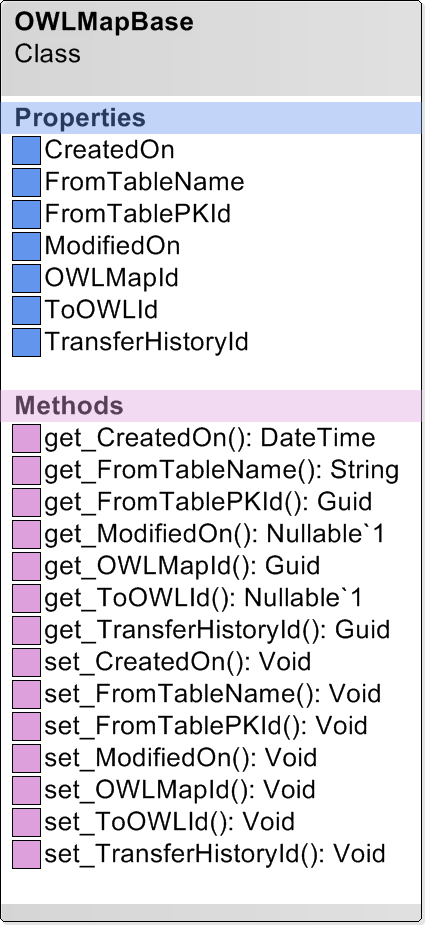 OWLMapBase
Class
Properties
CreatedOn
FromTableName
FromTablePKId
ModifiedOn
OWLMapId
ToOWLId
TransferHistoryId
Methods
get_CreatedOn(): DateTime
get_FromTableName(): String
get_FromTablePKId(): Guid
get_ModifiedOn(): Nullable`1
get_OWLMapId(): Guid
get_ToOWLId(): Nullable`1
get_TransferHistoryId(): Guid
set_CreatedOn(): Void
set_FromTableName(): Void
set_FromTablePKId(): Void
set_ModifiedOn(): Void
set_OWLMapId(): Void
set_ToOWLId(): Void
set_TransferHistoryId(): Void